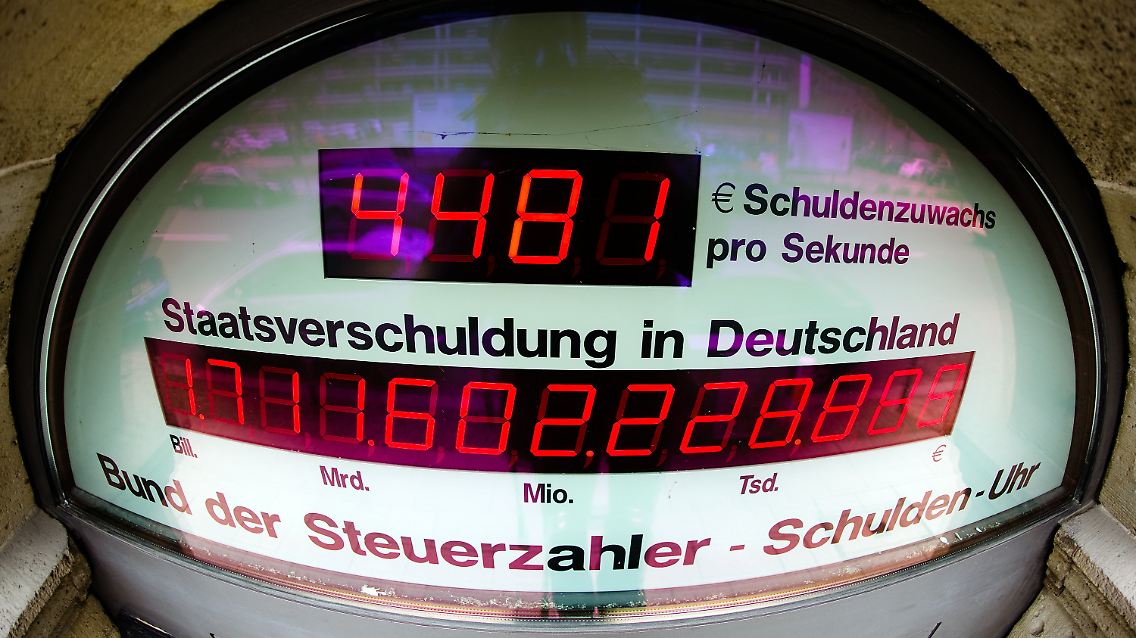 4481
€ Schuldenzuwachs
pro Sekunde
Staatsverschuldung in Deutschland
1.711.602.228.
Bill. Mrd. Mio. Tsd. €
Bund der Steuerzahler - Schulden-Uhr